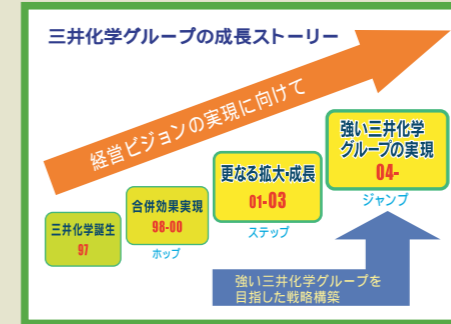 三井化学グループの成長ストーリー
経営ビジョンの実現に向けて
三井化学誕生
97
合併効果実現
98-00
ホップ
更なる拡大・成長
01-03
ステップ
強い三井化学
グループの実現
04-
ジャンプ
強い三井化学グループを
目指した戦略構築